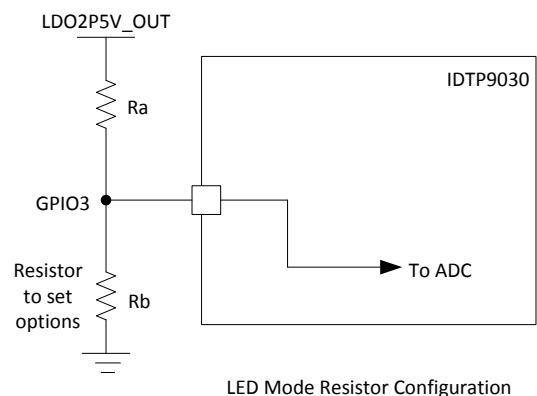 LDO2P5V_OUT
IDTP9030
Ra
GPIO3
To ADC
Resistor
to set
options
Rb
LED Mode Resistor Configuration